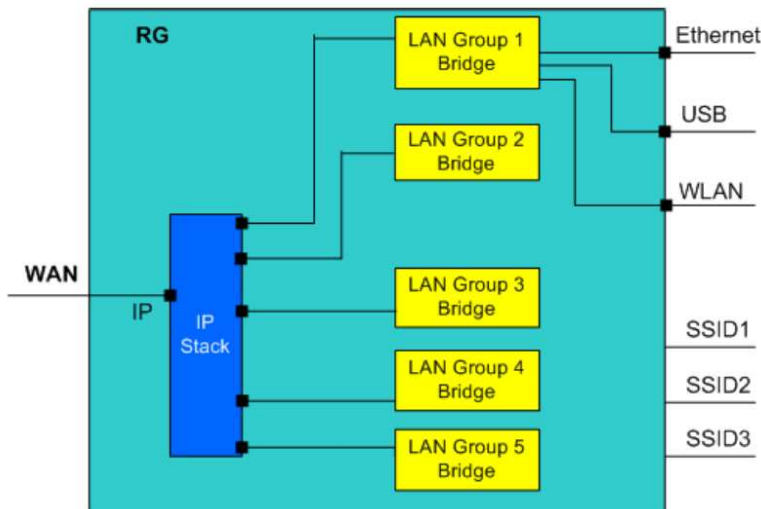 RG
LAN Group 1
Bridge
Ethernet
USB
LAN Group 2
Bridge
WLAN
WAN
IP
IP
Stack
LAN Group 3
Bridge
SSID1
LAN Group 4
Bridge
SSID2
LAN Group 5
Bridge
SSID3